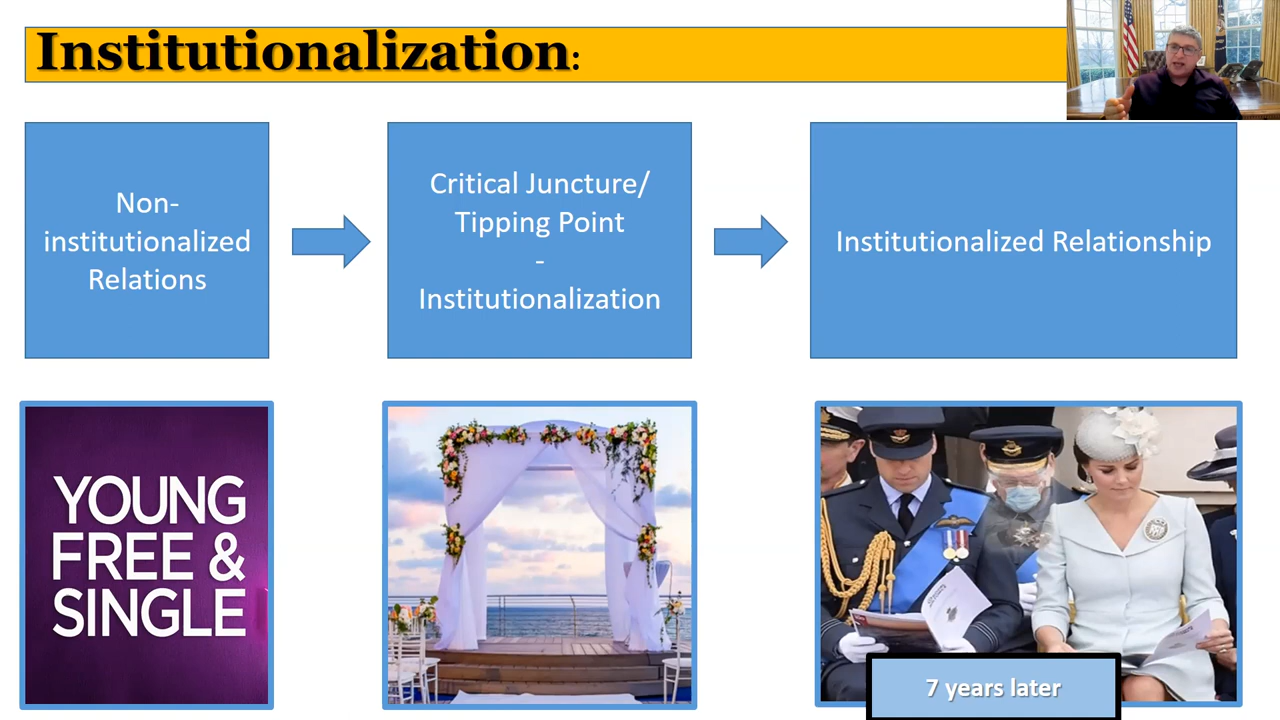 Institutionalization:
Non-
institutionalized
Relations
Critical Juncture/
Tipping Point
-
Institutionalization
Institutionalized Relationship
YOUNG
FREE &
SINGLE
7 years later